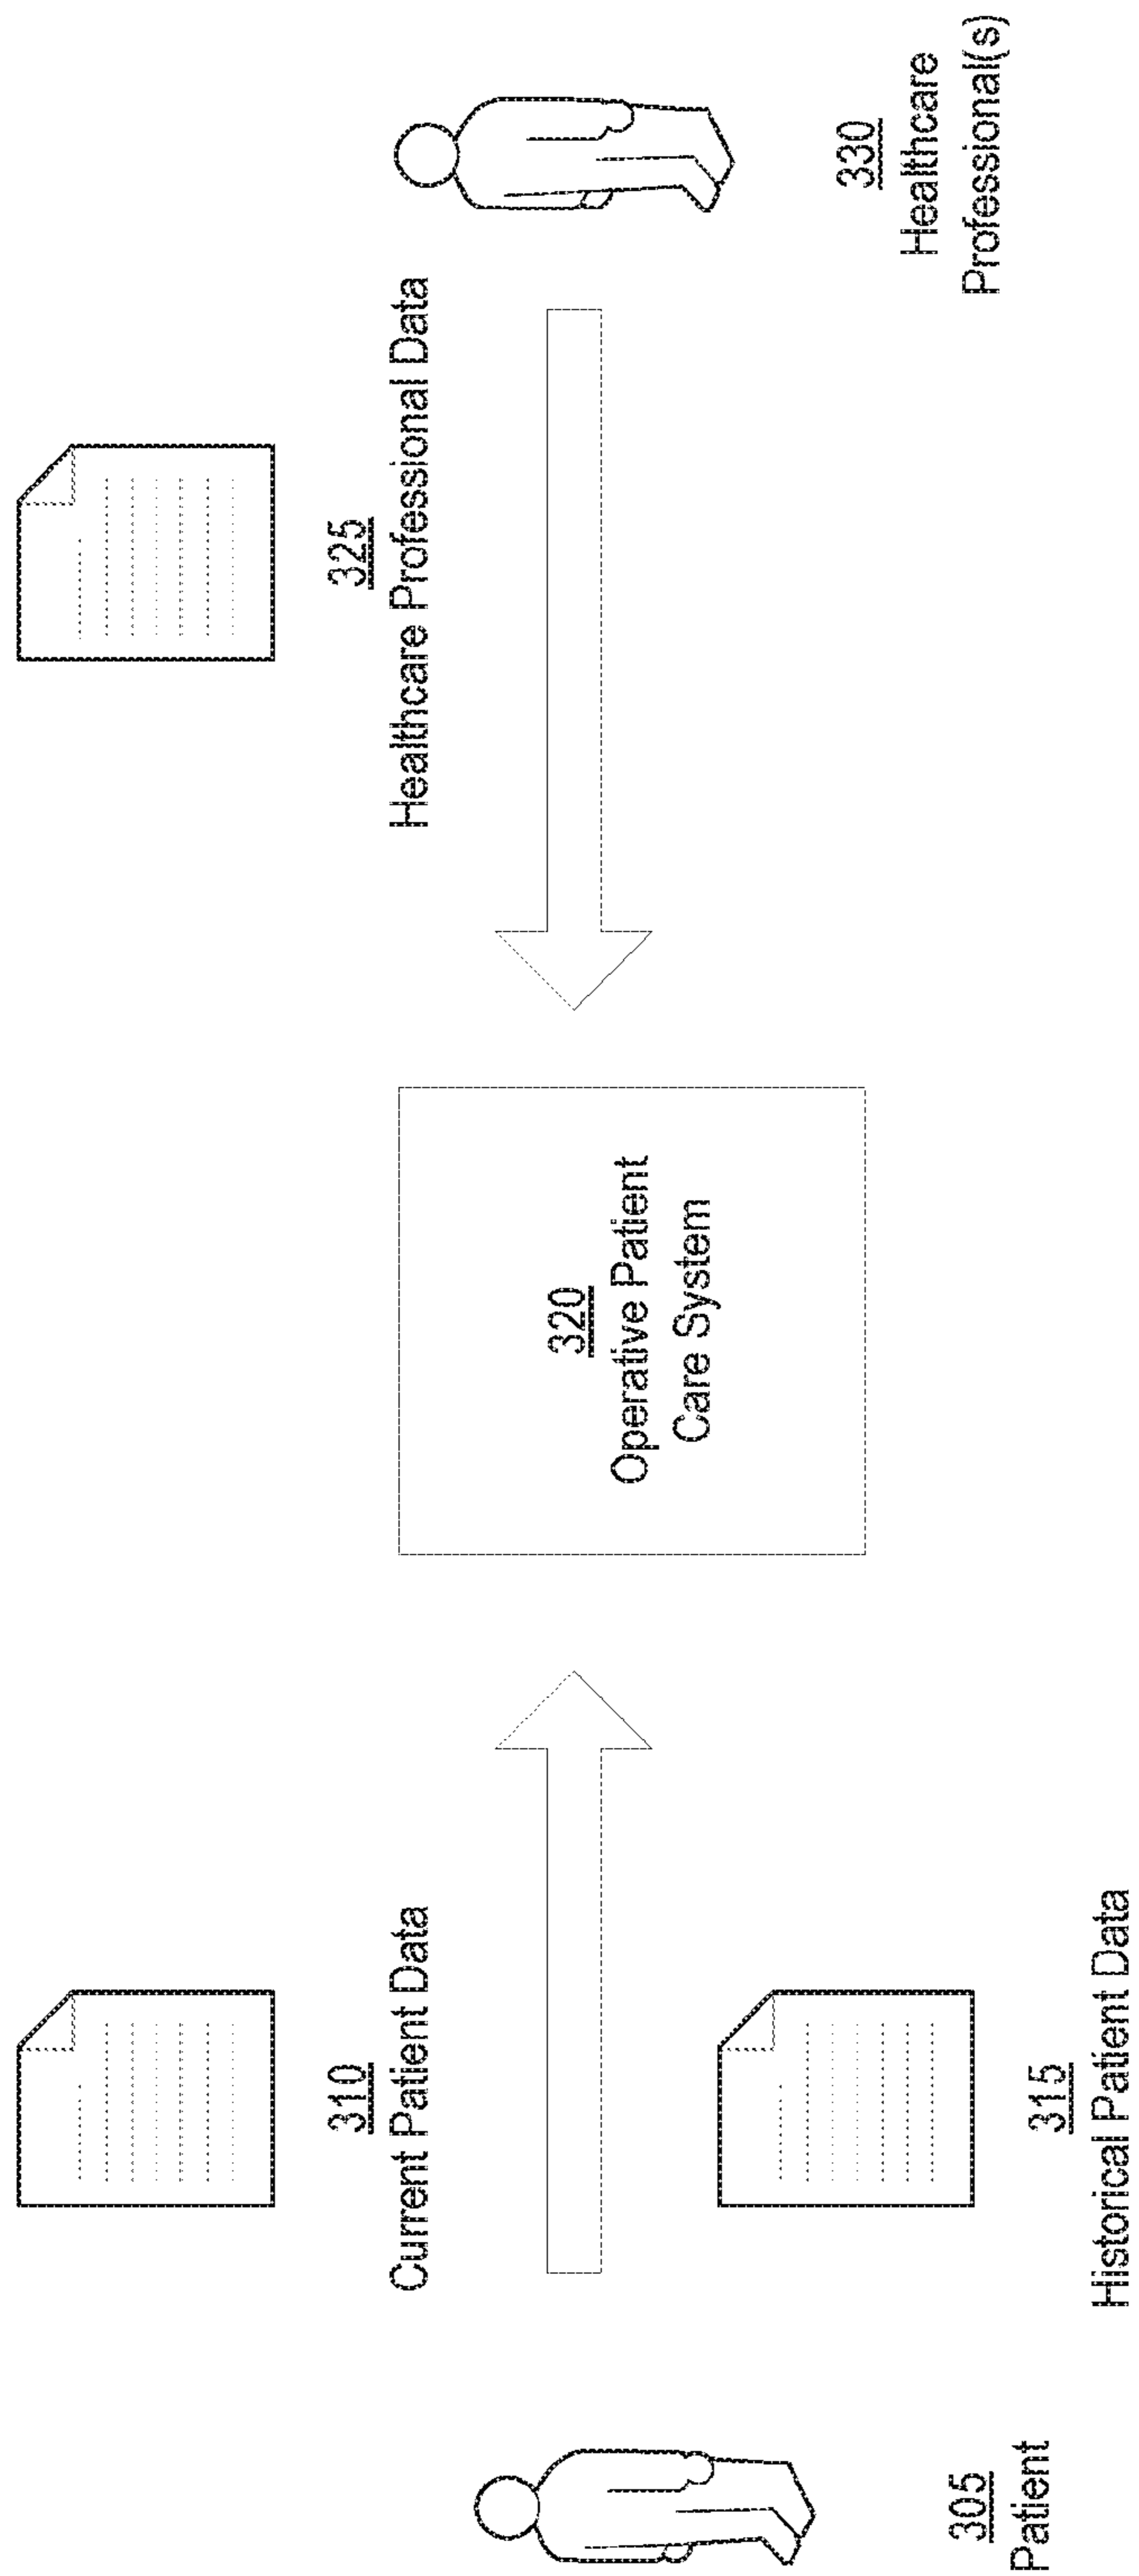 310
Current Patient Data
305
Patient
315
Historical Patient Data
320
Operative Patient
Care System
325
Healthcare Professional Data
330
Healthcare
Professional(s)